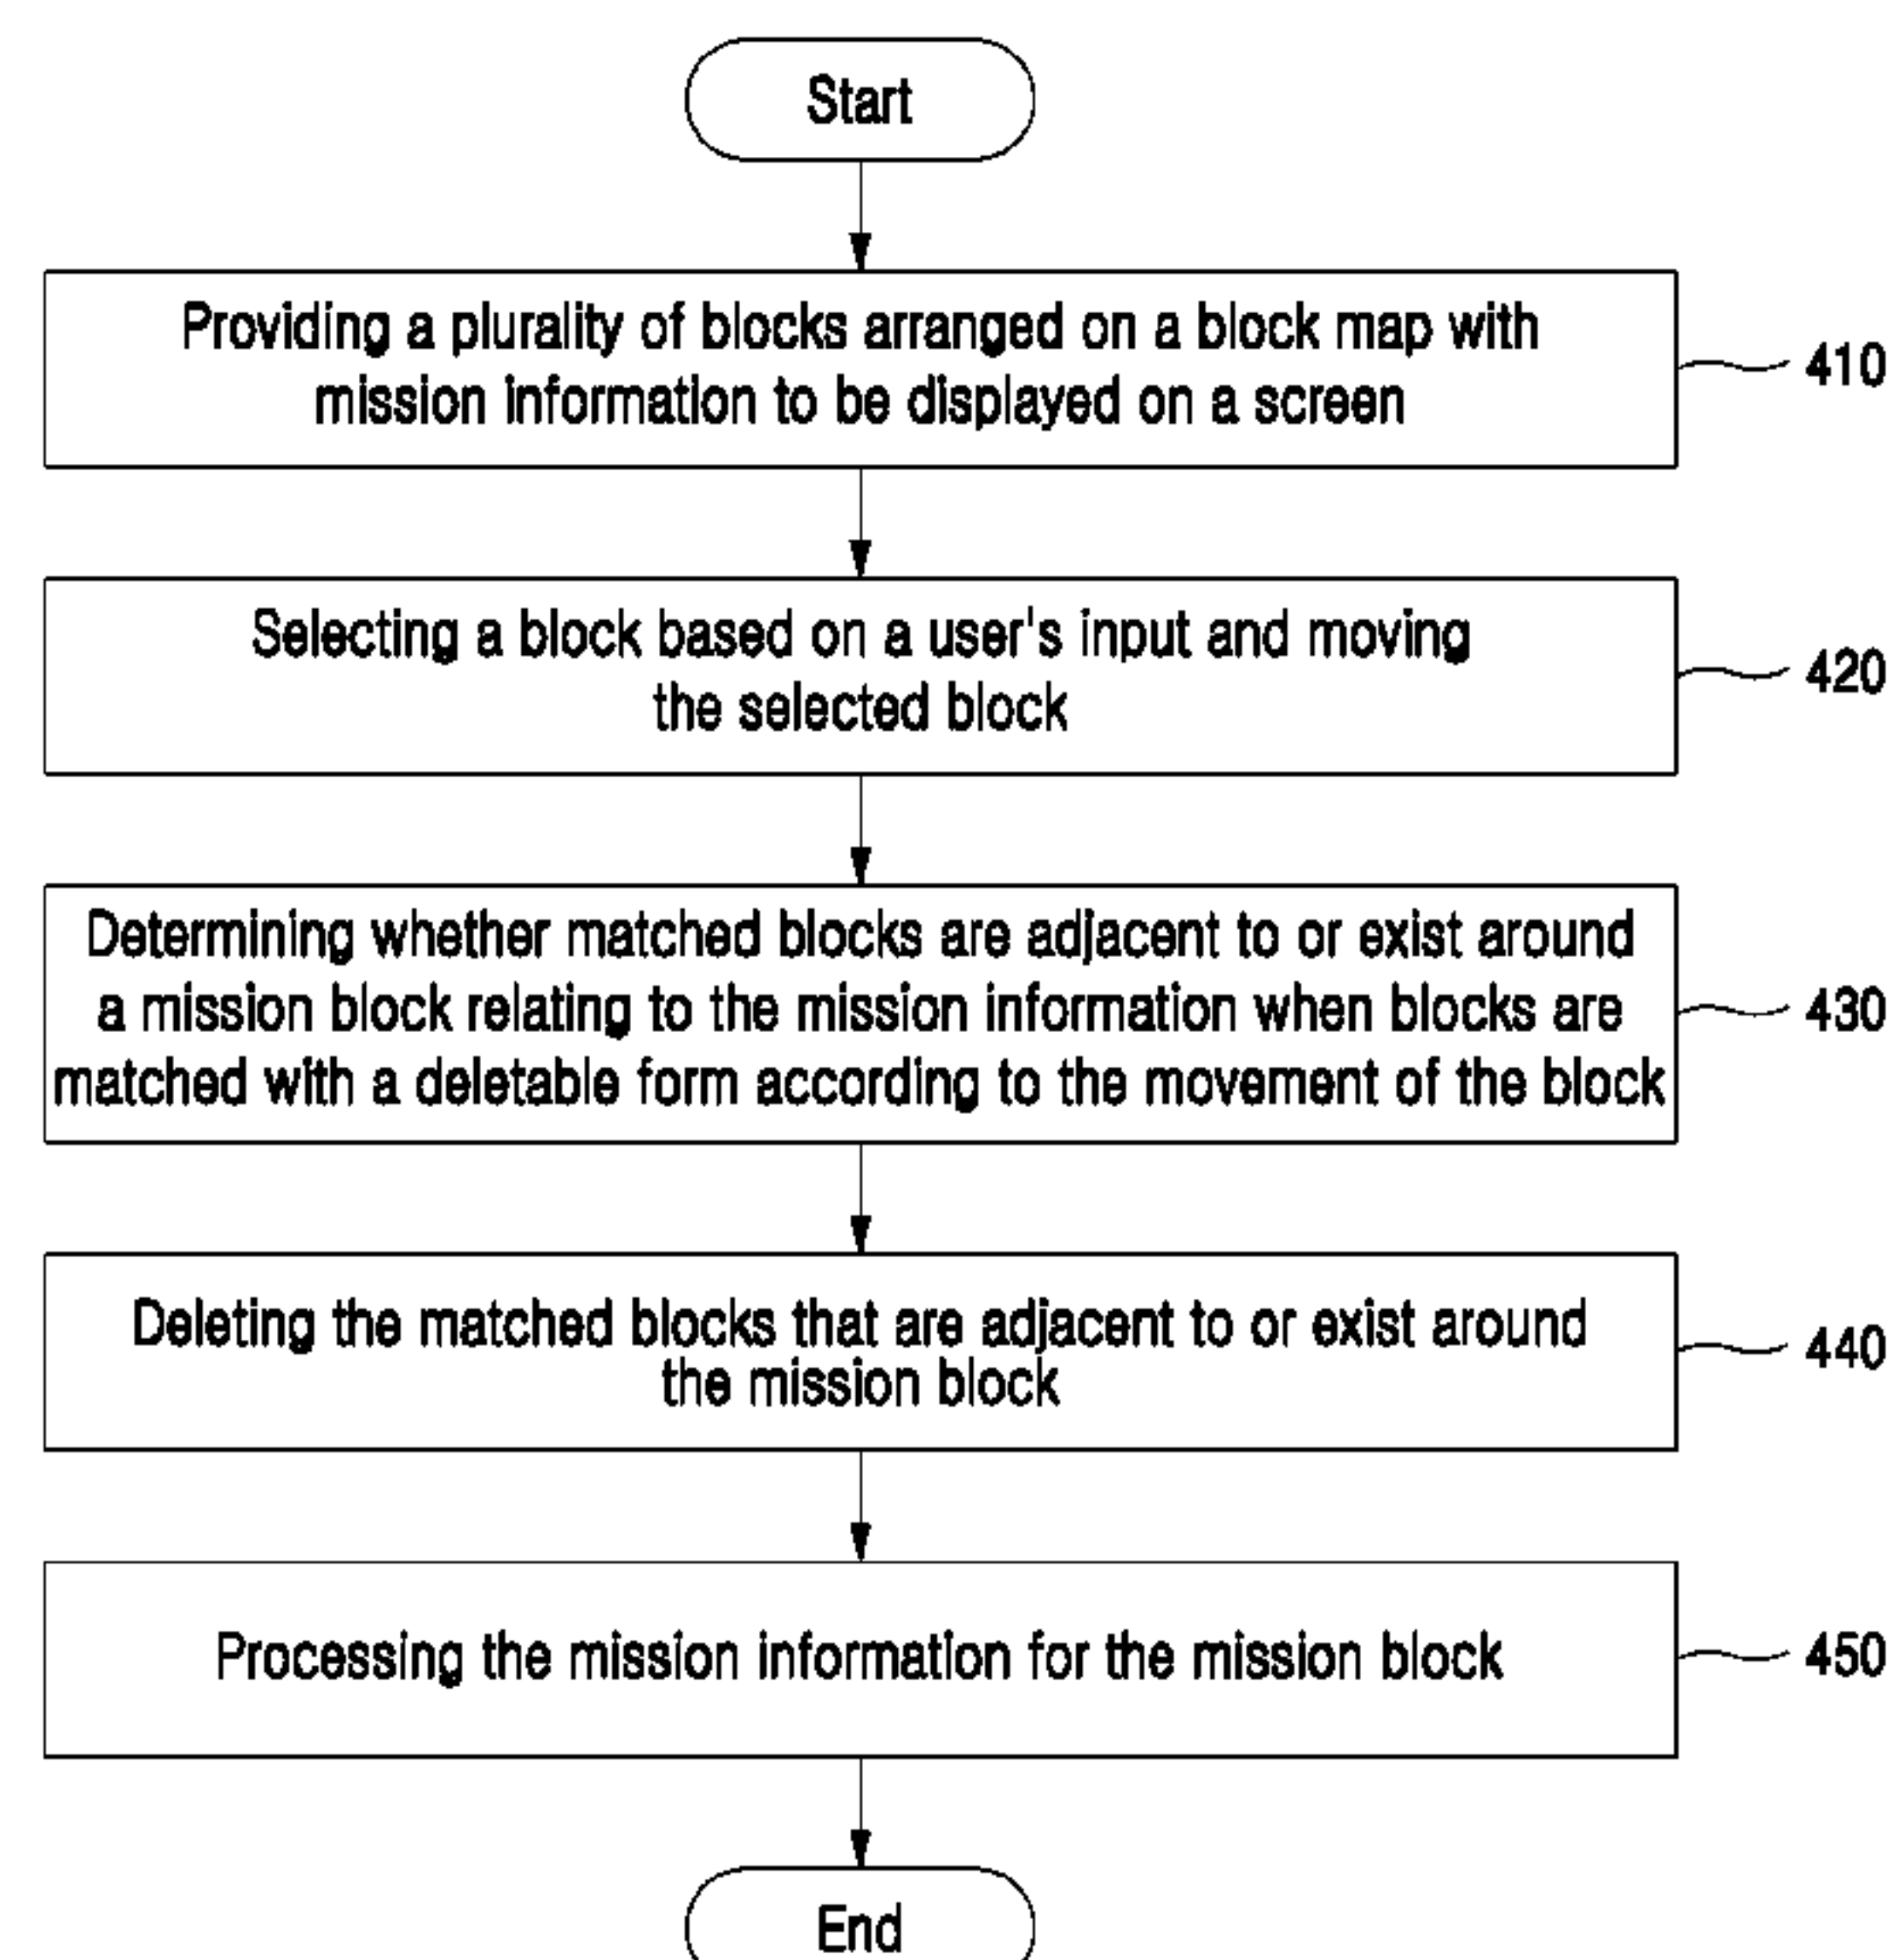 Start
Providing a plurality of blocks arranged on a block map with
mission information to be displayed on a screen
410
Selecting a block based on a user's input and moving
the selected block
420
Determining whether matched blocks are adjacent to or exist around
a mission block relating to the mission information when blocks are
matched with a deletable form according to the movement of the block
430
Deleting the matched blocks that are adjacent to or exist around
the mission block
440
Processing the mission information for the mission block
450
End